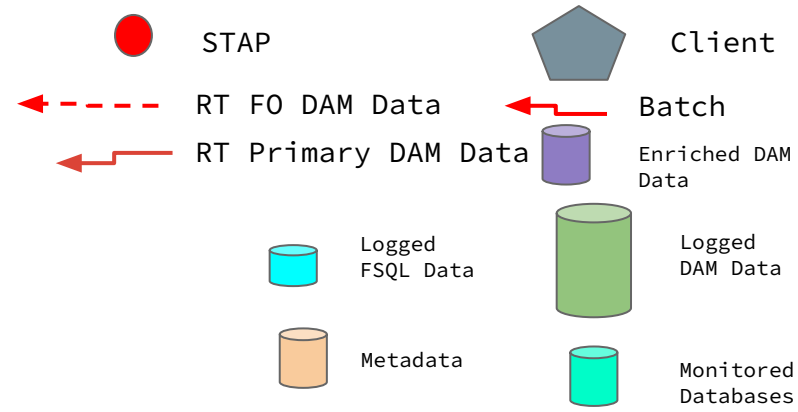 STAP
Client
RT FO DAM Data
Batch
RT Primary DAM Data
Enriched DAM
Data
Logged
FSQL Data
Logged
DAM Data
Metadata
Monitored
Databases